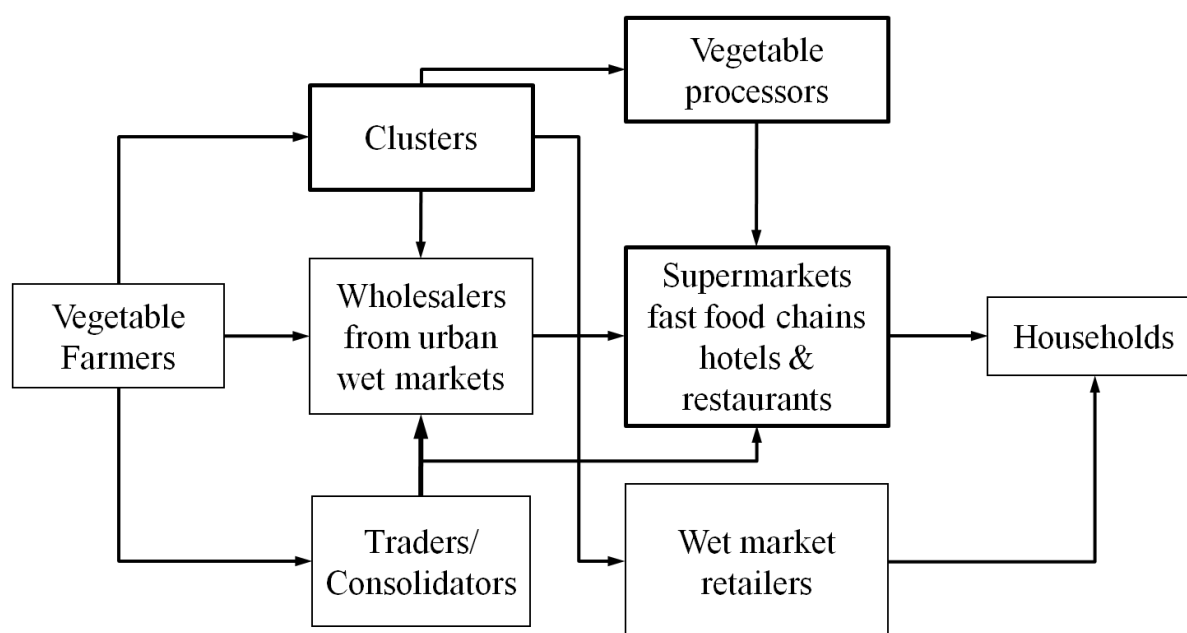 Vegetable
processors
Clusters
Vegetable
Farmers
Wholesalers
from urban
wet markets
Supermarkets
fast food chains
hotels &
restaurants
Households
Traders/
Consolidators
Wet market
retailers